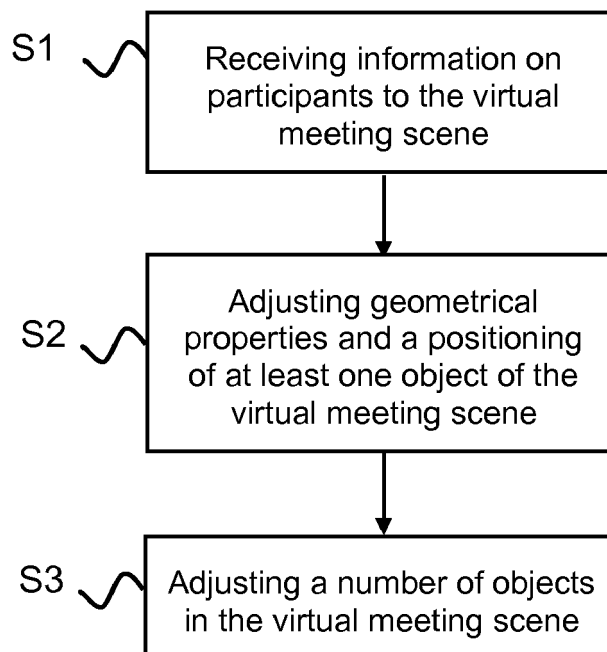 S1
Receiving information on
participants to the virtual
meeting scene
S2
Adjusting geometrical
properties and a positioning
of at least one object of the
virtual meeting scene
S3
Adjusting a number of objects
in the virtual meeting scene